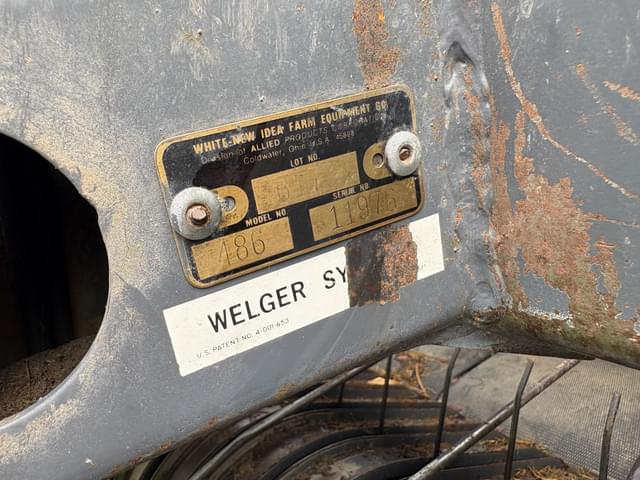 WHITE-NEW IDEA FARM EQUIPMENT CO
Division of ALLIED PRODUCTS CORPORATION
Coldwater, Ohio U.S.A. 45828
LOT NO.
MODEL NO. SERIAL NO.
486
WELGER SY
U.S. PATENT NO. 4-001-653